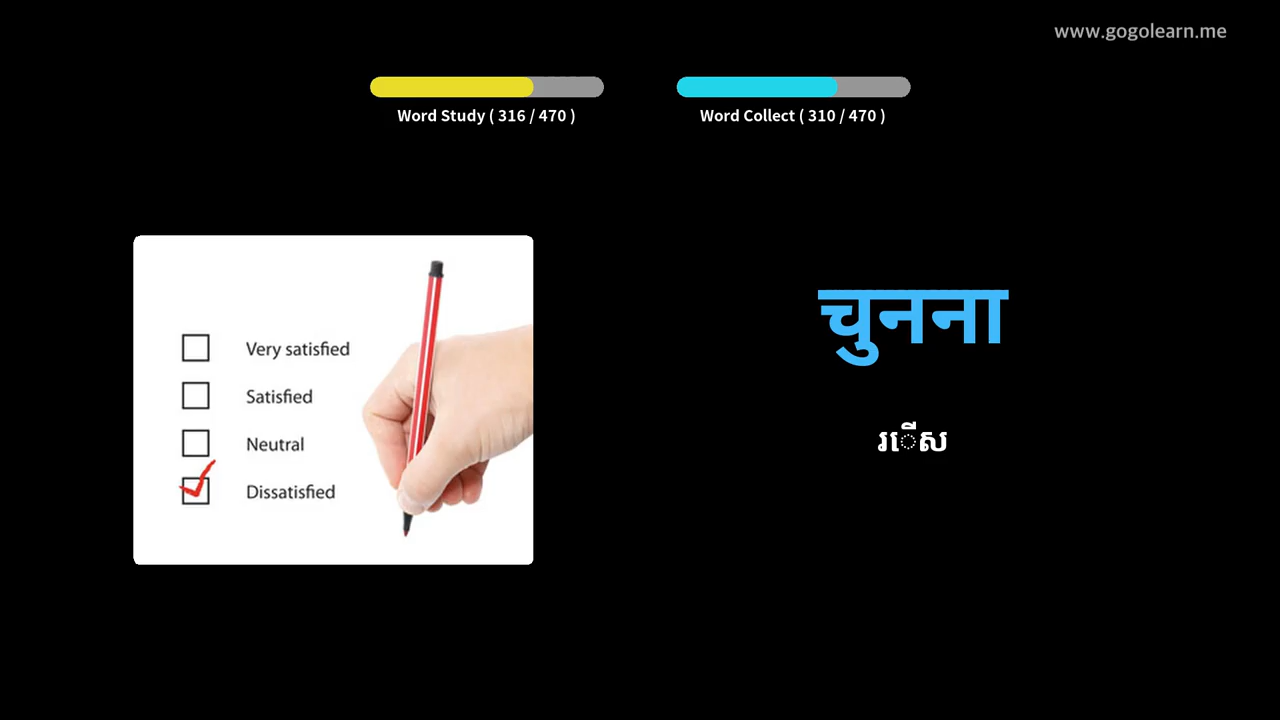 www.gogolearn.me
Word Study ( 316 / 470 )
Word Collect ( 310 / 470 )
Very satisfied
Satisfied
Neutral
Dissatisfied
चुनना
រើស